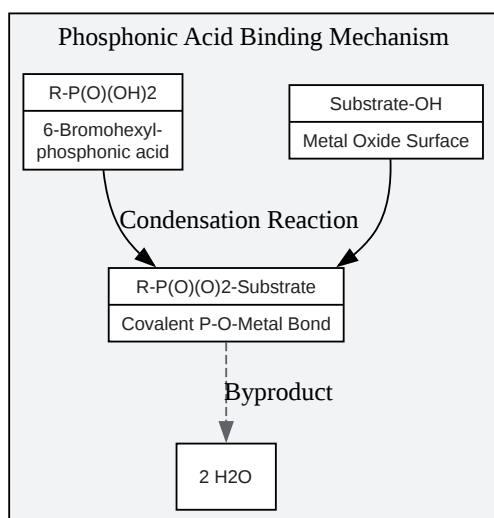 Phosphonic Acid Binding Mechanism
R-P(O)(OH)2
6-Bromohexyl-
phosphonic acid
Substrate-OH
Metal Oxide Surface
Condensation Reaction
R-P(O)(O)2-Substrate
Covalent P-O-Metal Bond
Byproduct
2 H2O